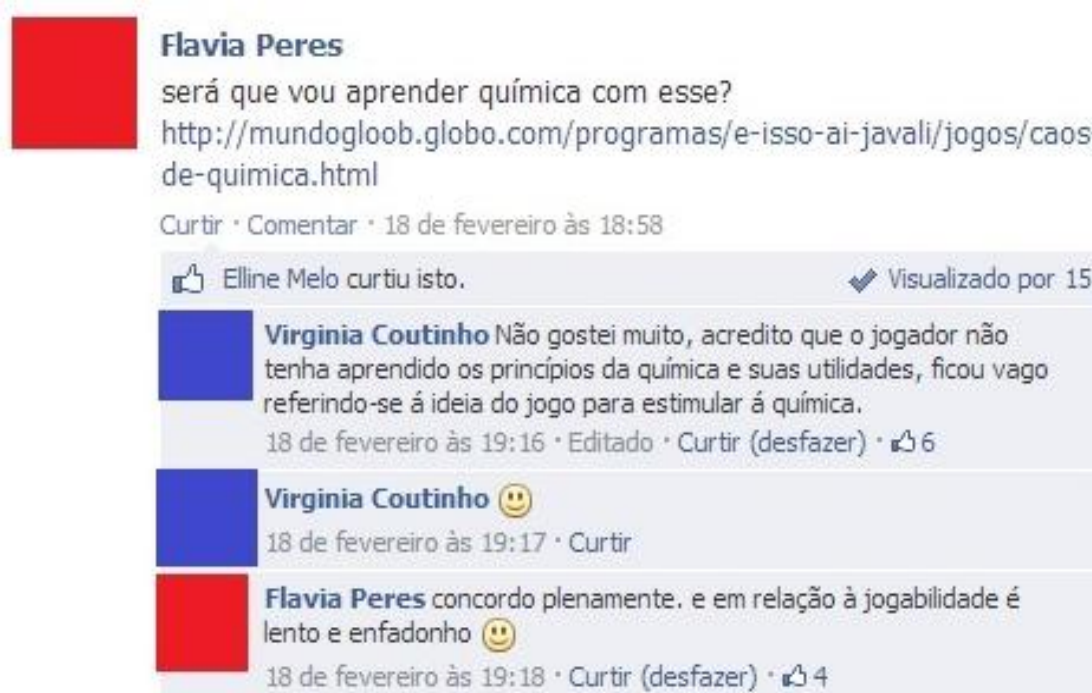 Flavia Peres
será que vou aprender química com esse?
http://mundogloob.globo.com/programas/e-isso-ai-javali/jogos/caos
de-quimica.html
Curtir · Comentar · 18 de fevereiro às 18:58
Elline Melo curtiu isto. Visualizado por 15
Virginia Coutinho Não gostei muito, acredito que o jogador não
tenha aprendido os princípios da química e suas utilidades, ficou vago
referindo-se á ideia do jogo para estimular á química.
18 de fevereiro às 19:16 · Editado · Curtir (desfazer) · 6
Virginia Coutinho
18 de fevereiro às 19:17 · Curtir
Flavia Peres concordo plenamente. e em relação à jogabilidade é
lento e enfadonho
18 de fevereiro às 19:18 · Curtir (desfazer) · 4